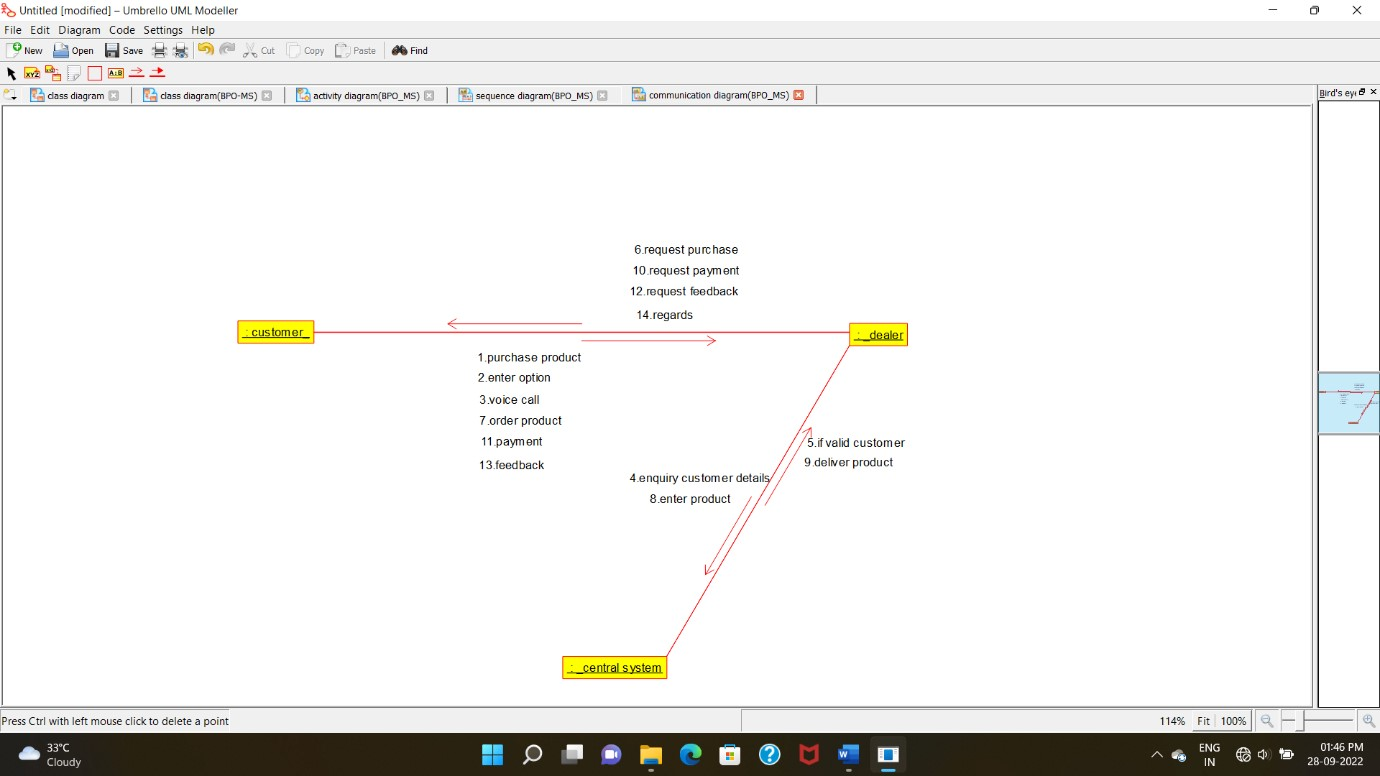 Untitled [modified] – Umbrello UML Modeller
File Edit Diagram Code Settings Help
New Open Save Cut Copy Paste Find
XYZ A:B
class diagram class diagram(BPO-MS) activity diagram(BPO_MS) sequence diagram(BPO_MS) communication diagram(BPO_MS) Bird's eye
6.request purchase
10.request payment
12.request feedback
14.regards
: customer_
: _dealer
1.purchase product
2.enter option
3.voice call
7.order product
11.payment
13.feedback
5.if valid customer
9.deliver product
4.enquiry customer details
8.enter product
: _central system
Press Ctrl with left mouse click to delete a point
114% Fit 100%
33°C
Cloudy
ENG
IN
01:46 PM
28-09-2022